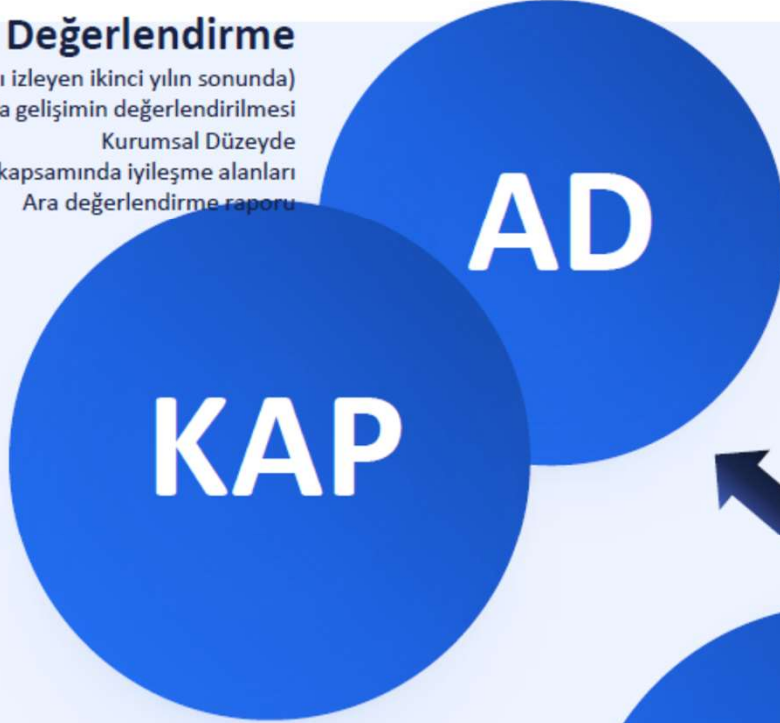 Değerlendirme
izleyen ikinci yılın sonunda)
gelişimin değerlendirilmesi
Kurumsal Düzeyde
kapsamında iyileşme alanları
Ara değerlendirme raporu
AD
KAP